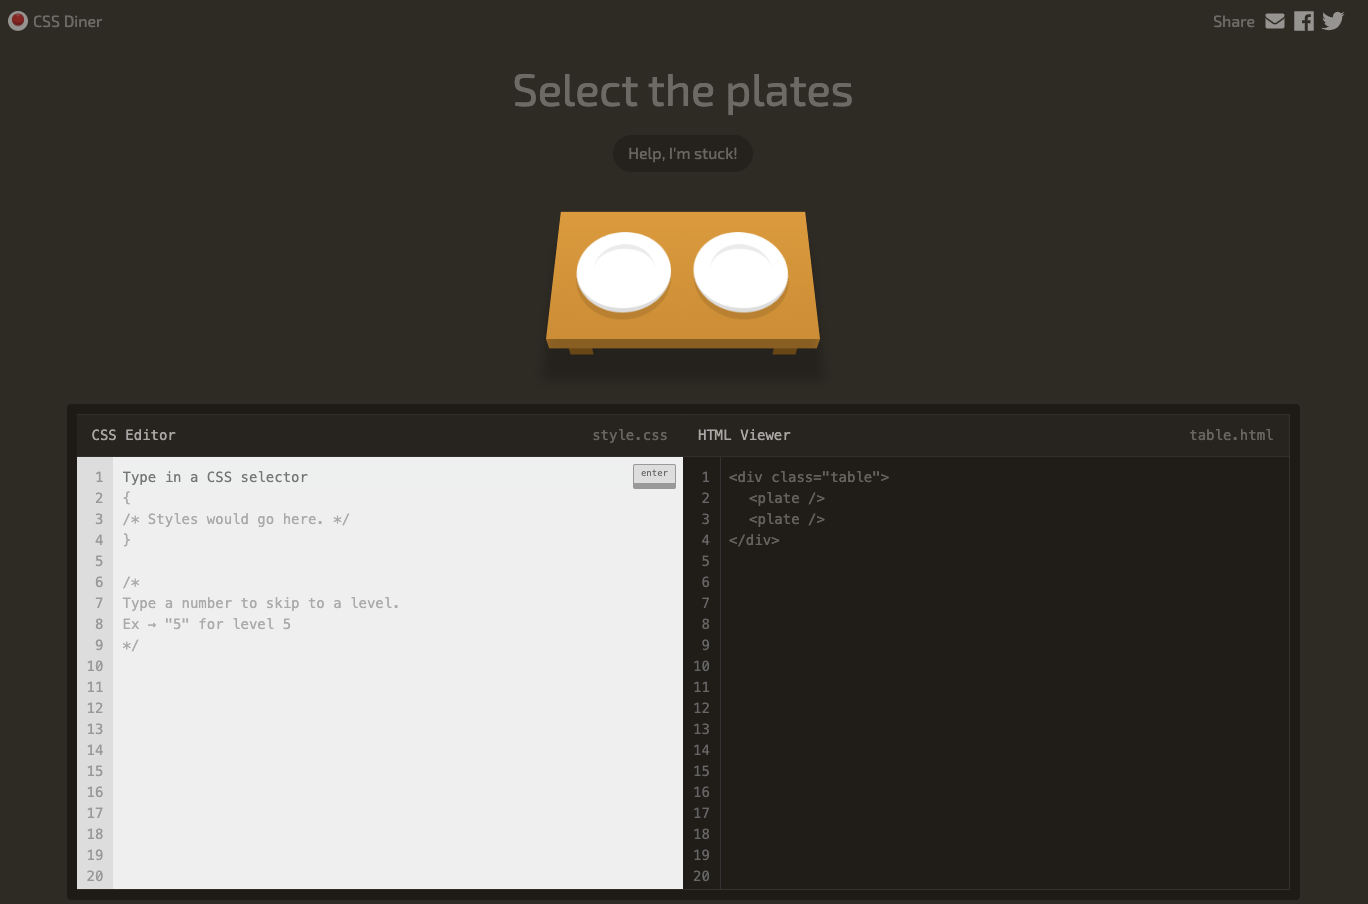 CSS Diner
Share
Select the plates
Help, I'm stuck!
CSS Editor
style.css
HTML Viewer
table.html
1 Type in a CSS selector
enter
2 {
3 /* Styles would go here. */
4 }
5
6 /*
7 Type a number to skip to a level.
8 Ex → "5" for level 5
9 */
10
11
12
13
14
15
16
17
18
19
20
1 <div class="table">
2 <plate />
3 <plate />
4 </div>
5
6
7
8
9
10
11
12
13
14
15
16
17
18
19
20